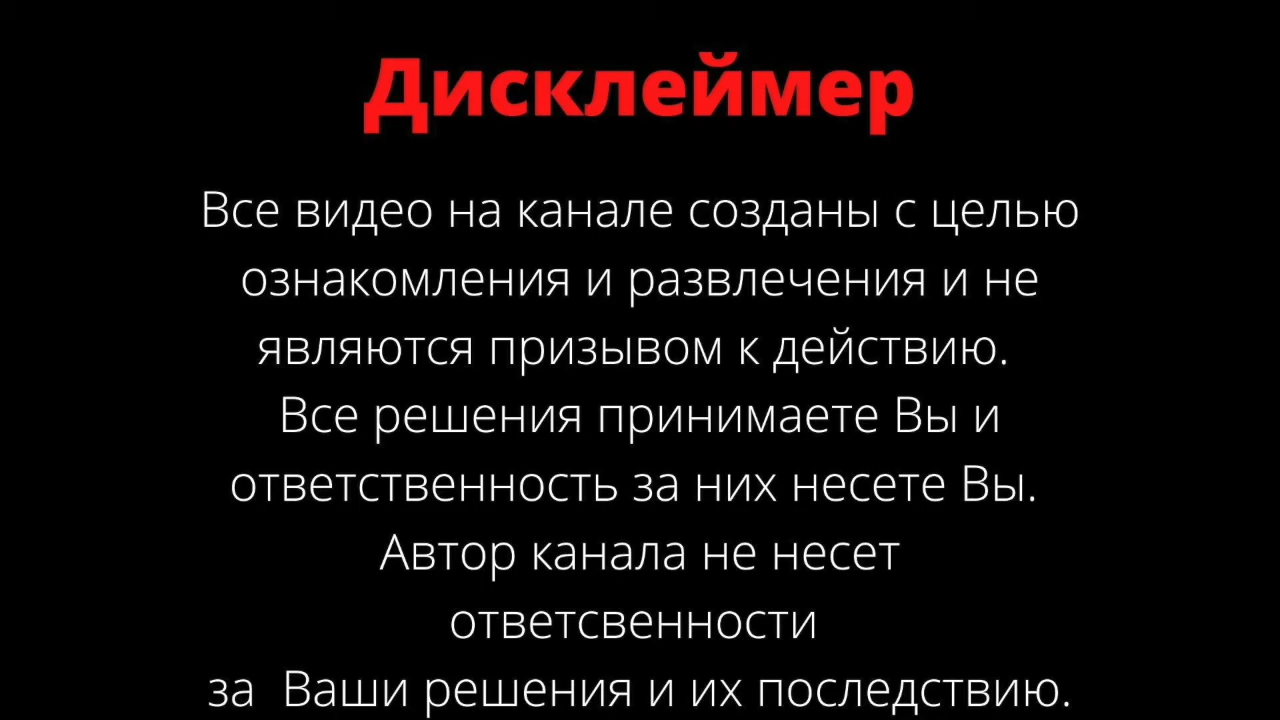 Дисклеймер
Все видео на канале созданы с целью
ознакомления и развлечения и не
являются призывом к действию.
Все решения принимаете Вы и
ответственность за них несете Вы.
Автор канала не несет
ответсвенности
за  Ваши решения и их последствию.